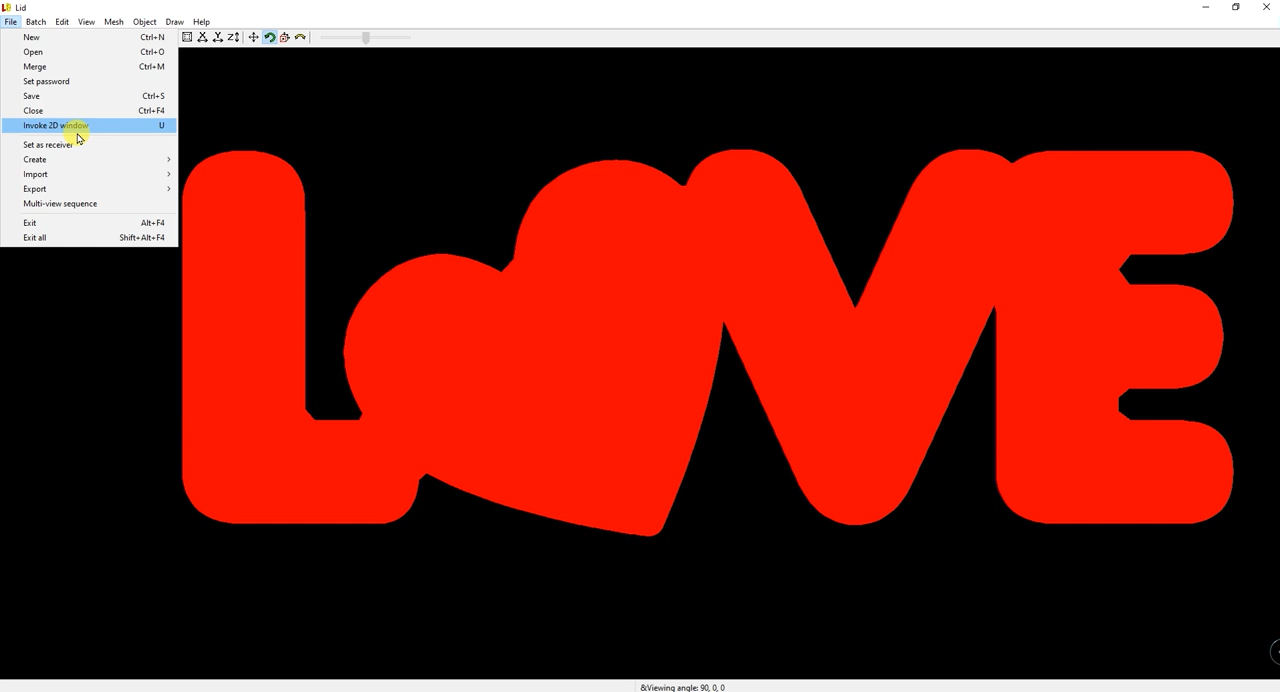 Lid
File Batch Edit View Mesh Object Draw Help
New Ctrl+N
Open Ctrl+O
Merge Ctrl+M
Set password
Save Ctrl+S
Close Ctrl+F4
Invoke 2D window U
Set as receiver
Create
Import
Export
Multi-view sequence
Exit Alt+F4
Exit all Shift+Alt+F4
LOVE
&Viewing angle: 90, 0, 0